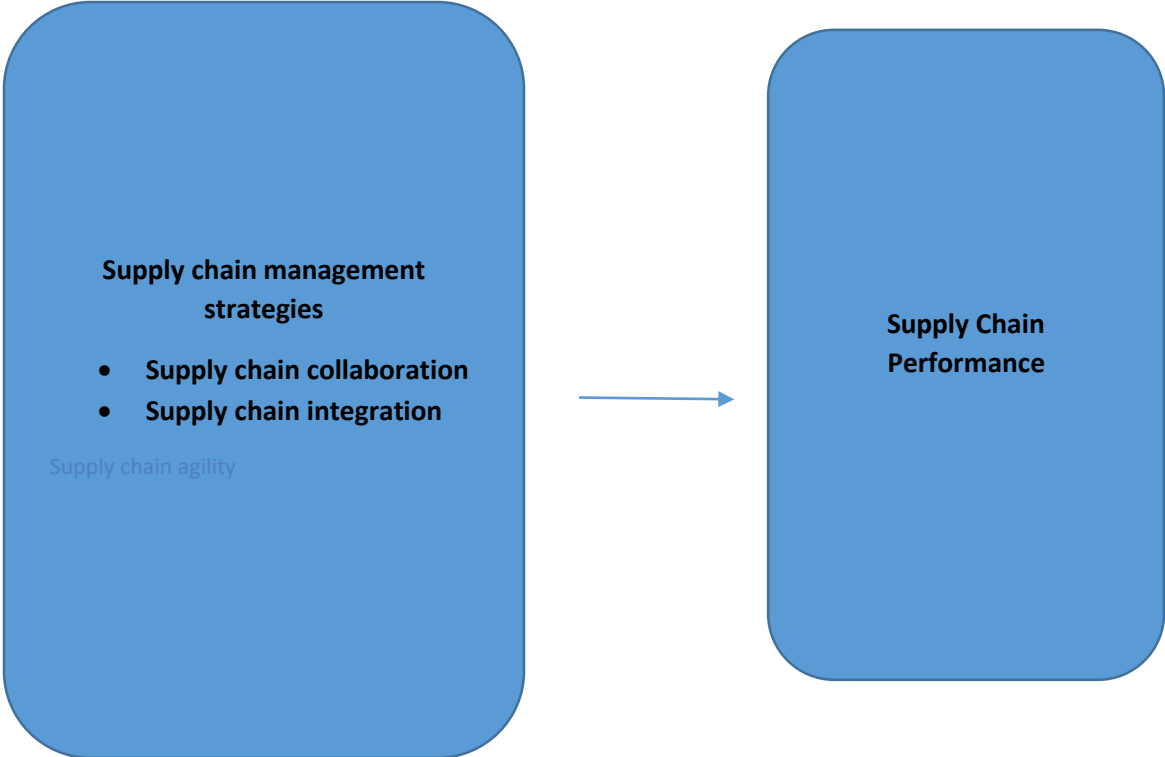 Supply chain management
strategies
• Supply chain collaboration
• Supply chain integration
Supply chain agility
Supply Chain
Performance